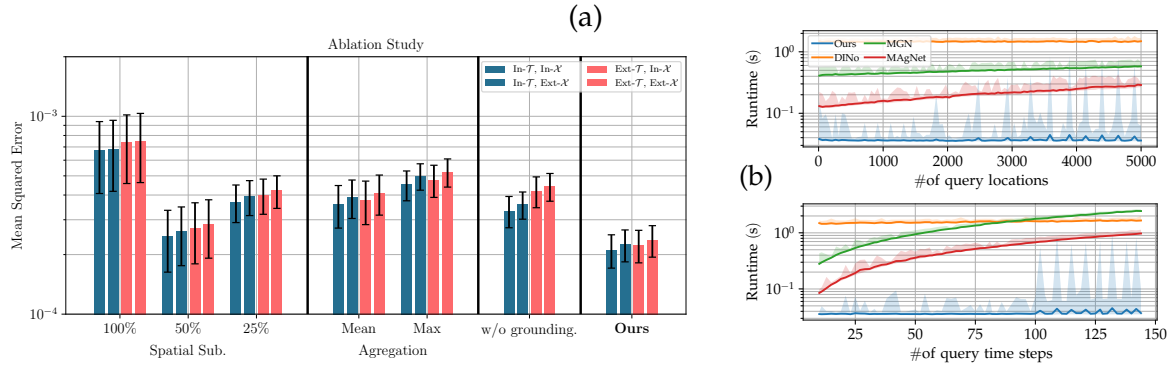 (a)
Ablation Study
Mean Squared Error
10⁻³
10⁻⁴
In-𝒯, In-𝒳
In-𝒯, Ext-𝒳
Ext-𝒯, In-𝒳
Ext-𝒯, Ext-𝒳
100%
50%
25%
Mean
Max
w/o grounding.
Ours
Spatial Sub.
Agregation
Runtime (s)
10⁰
10⁻¹
Ours
DINo
MGN
MAgNet
0
1000
2000
3000
4000
5000
#of query locations
(b)
Runtime (s)
10⁰
10⁻¹
25
50
75
100
125
150
#of query time steps